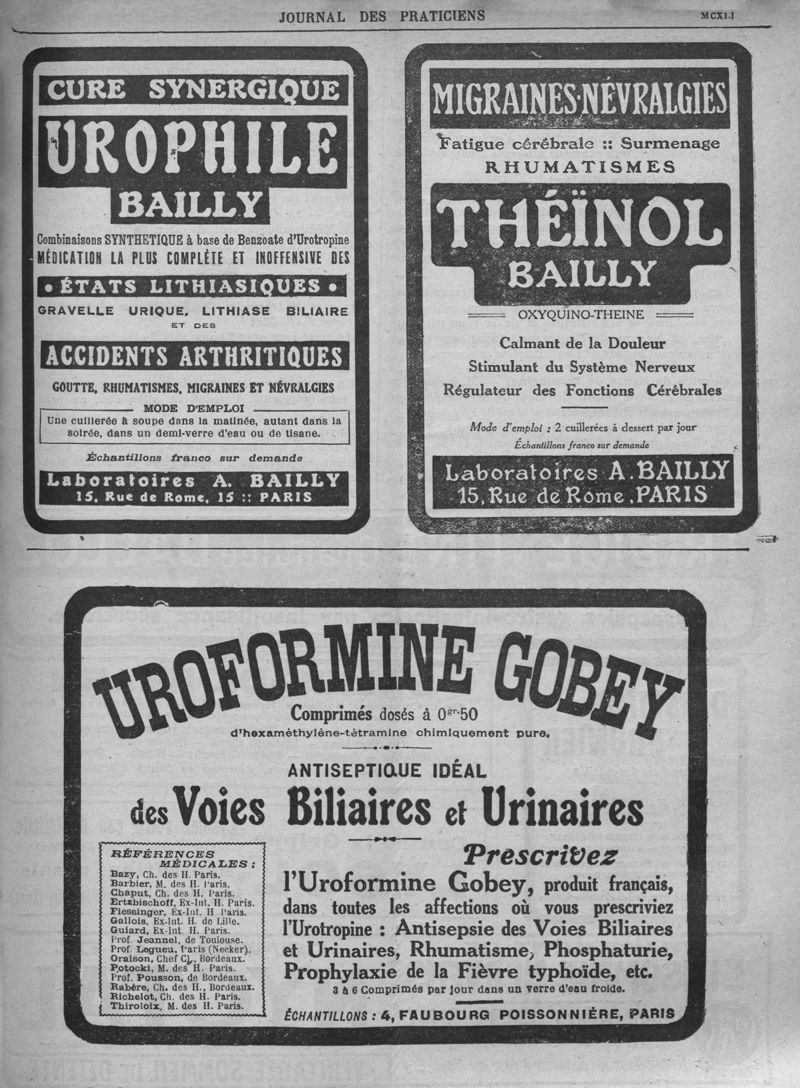 JOURNAL DES PRATICIENS
CURE SYNERGIQUE
UROPHILE
BAILLY
Combinaisons SYNTHETIQUE à base de Benzoate d'Urotropine
MÉDICATION LA PLUS COMPLÈTE ET INOFFENSIVE DES
• ÉTATS LITHIASIQUES •
GRAVELLE URIQUE, LITHIASE BILIAIRE
ET DES
ACCIDENTS ARTHRITIQUES
GOUTTE, RHUMATISMES, MIGRAINES ET NÉVRALGIES
MODE D'EMPLOI
Une cuillerée à soupe dans la matinée, autant dans la
soirée, dans un demi-verre d'eau ou de tisane.
Échantillons franco sur demande
Laboratoires A. BAILLY
15, Rue de Rome, 15 :: PARIS
MIGRAINES-NÉVRALGIES
Fatigue cérébrale :: Surmenage
RHUMATISMES
THÉÏNOL
BAILLY
OXYQUINO-THEINE
Calmant de la Douleur
Stimulant du Système Nerveux
Régulateur des Fonctions Cérébrales
Mode d'emploi : 2 cuillerées à dessert par jour
Échantillons franco sur demande
Laboratoires A. BAILLY
15, Rue de Rome, PARIS
UROFORMINE GOBEY
Comprimés dosés à 0gr.50
d'hexaméthylène-tétramine chimiquement pure.
ANTISEPTIQUE IDÉAL
des Voies Biliaires et Urinaires
RÉFÉRENCES
MÉDICALES :
Bazy, Ch. des H. Paris.
Barbier, M. des H. Paris.
Chaput, Ch. des H. Paris.
Ertzbischoff, Ex-Int. H. Paris.
Fiessinger, Ex-Int. H Paris.
Gallois, Ex-Int. H. de Lille.
Guiard, Ex-Int. H. Paris.
Prof. Jeannel, de Toulouse.
Prof. Legueu, Paris (Necker).
Oraison, Chef Cl., Bordeaux.
Potocki, M. des H. Paris.
Prof. Pousson, de Bordeaux.
Rabère, Ch. des H., Bordeaux.
Richelot, Ch. des H. Paris.
Thiroloix, M. des H. Paris.
Prescrivez
l'Uroformine Gobey, produit français,
dans toutes les affections où vous prescriviez
l'Urotropine : Antisepsie des Voies Biliaires
et Urinaires, Rhumatisme, Phosphaturie,
Prophylaxie de la Fièvre typhoïde, etc.
3 à 6 Comprimés par jour dans un verre d'eau froide.
ÉCHANTILLONS : 4, FAUBOURG POISSONNIÈRE, PARIS